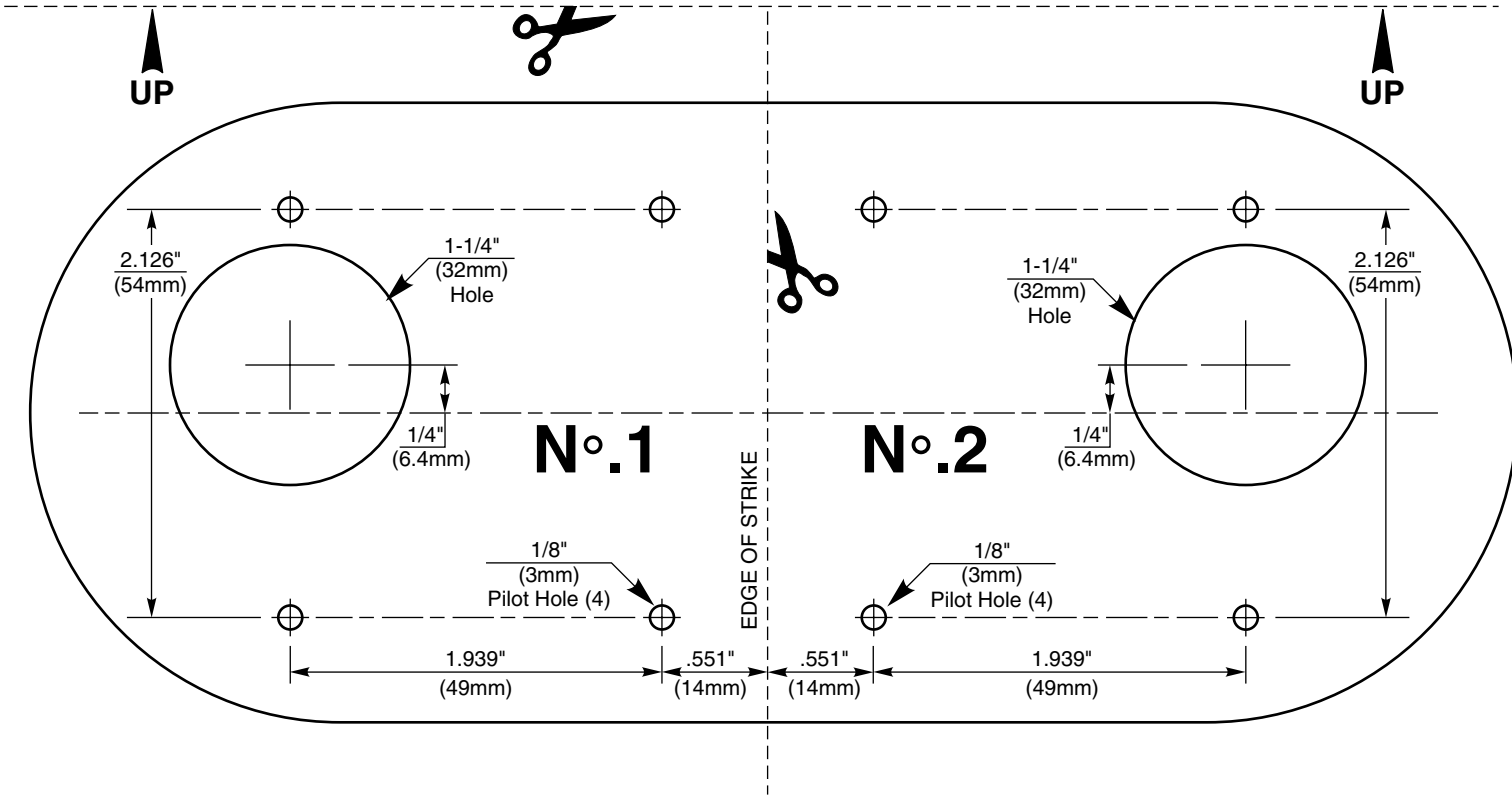 UP
UP
2.126"
(54mm)
1-1/4"
(32mm)
Hole
1-1/4"
(32mm)
Hole
2.126"
(54mm)
1/4"
(6.4mm)
N°.1
N°.2
1/4"
(6.4mm)
EDGE OF STRIKE
1/8"
(3mm)
Pilot Hole (4)
1/8"
(3mm)
Pilot Hole (4)
1.939"
(49mm)
.551"
(14mm)
.551"
(14mm)
1.939"
(49mm)